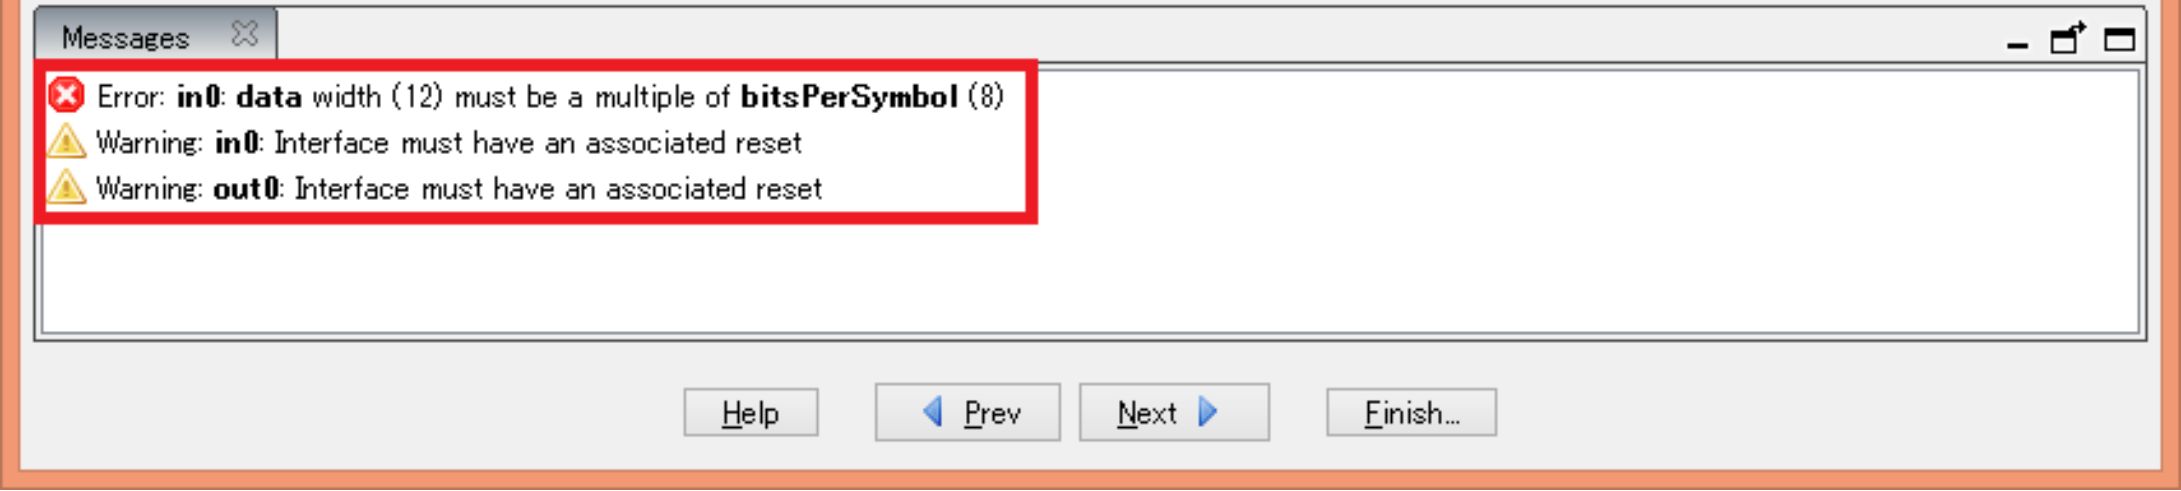 Messages
Error: in0: data width (12) must be a multiple of bitsPerSymbol (8)
Warning: in0: Interface must have an associated reset
Warning: out0: Interface must have an associated reset
Help Prev Next Finish...